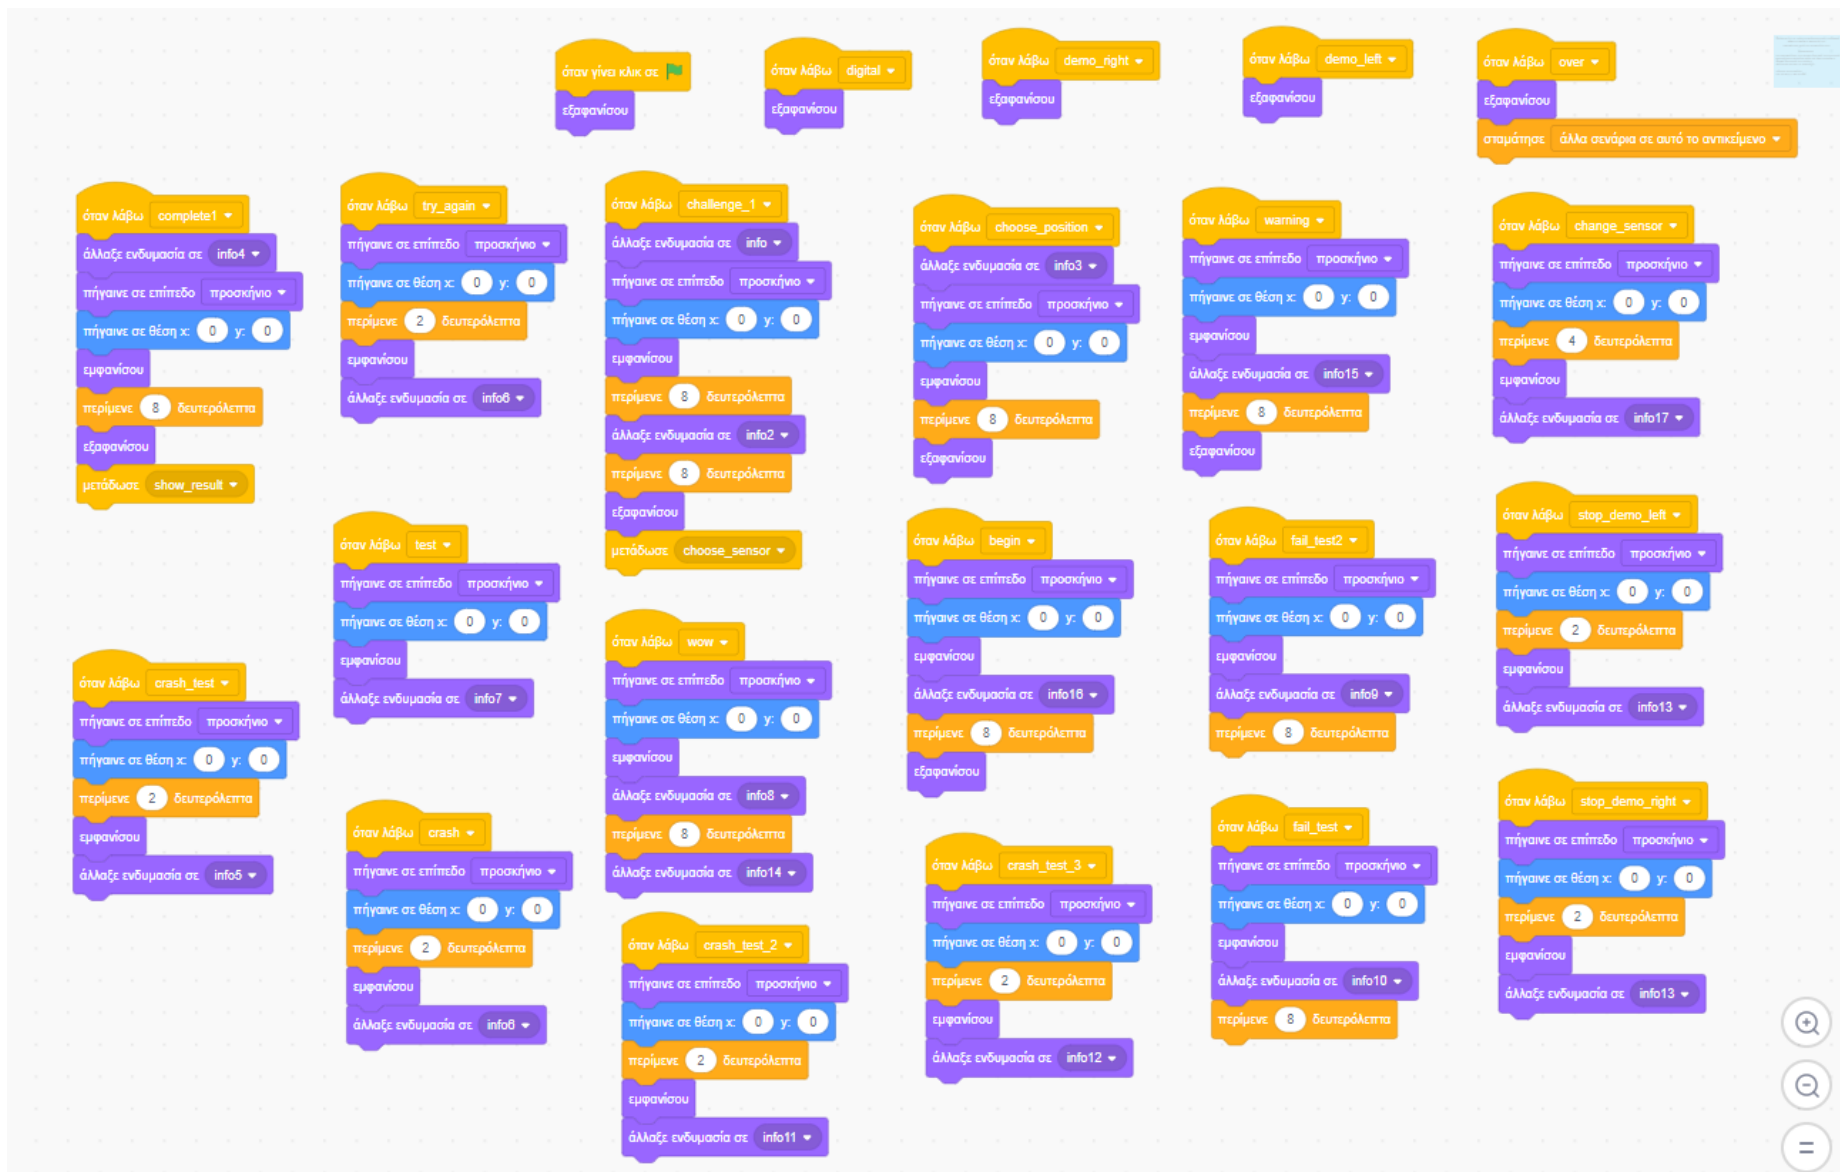 όταν γίνει κλικ σε
εξαφανίσου
όταν λάβω digital
εξαφανίσου
όταν λάβω demo_right
εξαφανίσου
όταν λάβω demo_left
εξαφανίσου
όταν λάβω over
εξαφανίσου
σταμάτησε άλλα σενάρια σε αυτό το αντικείμενο
όταν λάβω complete1
άλλαξε ενδυμασία σε info4
πήγαινε σε επίπεδο προσκήνιο
πήγαινε σε θέση x: 0 y: 0
εμφανίσου
περίμενε 8 δευτερόλεπτα
εξαφανίσου
μετάδωσε show_result
όταν λάβω try_again
πήγαινε σε επίπεδο προσκήνιο
πήγαινε σε θέση x: 0 y: 0
περίμενε 2 δευτερόλεπτα
εμφανίσου
άλλαξε ενδυμασία σε info6
όταν λάβω challenge_1
άλλαξε ενδυμασία σε info
πήγαινε σε επίπεδο προσκήνιο
πήγαινε σε θέση x: 0 y: 0
εμφανίσου
περίμενε 8 δευτερόλεπτα
άλλαξε ενδυμασία σε info2
περίμενε 8 δευτερόλεπτα
εξαφανίσου
μετάδωσε choose_sensor
όταν λάβω choose_position
άλλαξε ενδυμασία σε info3
πήγαινε σε επίπεδο προσκήνιο
πήγαινε σε θέση x: 0 y: 0
εμφανίσου
περίμενε 8 δευτερόλεπτα
εξαφανίσου
όταν λάβω warning
πήγαινε σε επίπεδο προσκήνιο
πήγαινε σε θέση x: 0 y: 0
εμφανίσου
άλλαξε ενδυμασία σε info15
περίμενε 8 δευτερόλεπτα
εξαφανίσου
όταν λάβω change_sensor
πήγαινε σε επίπεδο προσκήνιο
πήγαινε σε θέση x: 0 y: 0
περίμενε 4 δευτερόλεπτα
εμφανίσου
άλλαξε ενδυμασία σε info17
όταν λάβω crash_test
πήγαινε σε επίπεδο προσκήνιο
πήγαινε σε θέση x: 0 y: 0
περίμενε 2 δευτερόλεπτα
εμφανίσου
άλλαξε ενδυμασία σε info5
όταν λάβω test
πήγαινε σε επίπεδο προσκήνιο
πήγαινε σε θέση x: 0 y: 0
εμφανίσου
άλλαξε ενδυμασία σε info7
όταν λάβω crash
πήγαινε σε επίπεδο προσκήνιο
πήγαινε σε θέση x: 0 y: 0
περίμενε 2 δευτερόλεπτα
εμφανίσου
άλλαξε ενδυμασία σε info6
όταν λάβω wow
πήγαινε σε επίπεδο προσκήνιο
πήγαινε σε θέση x: 0 y: 0
εμφανίσου
άλλαξε ενδυμασία σε info8
περίμενε 8 δευτερόλεπτα
άλλαξε ενδυμασία σε info14
όταν λάβω crash_test_2
πήγαινε σε επίπεδο προσκήνιο
πήγαινε σε θέση x: 0 y: 0
περίμενε 2 δευτερόλεπτα
εμφανίσου
άλλαξε ενδυμασία σε info11
όταν λάβω begin
πήγαινε σε επίπεδο προσκήνιο
πήγαινε σε θέση x: 0 y: 0
εμφανίσου
άλλαξε ενδυμασία σε info16
περίμενε 8 δευτερόλεπτα
εξαφανίσου
όταν λάβω crash_test_3
πήγαινε σε επίπεδο προσκήνιο
πήγαινε σε θέση x: 0 y: 0
περίμενε 2 δευτερόλεπτα
εμφανίσου
άλλαξε ενδυμασία σε info12
όταν λάβω fail_test2
πήγαινε σε επίπεδο προσκήνιο
πήγαινε σε θέση x: 0 y: 0
εμφανίσου
άλλαξε ενδυμασία σε info9
περίμενε 8 δευτερόλεπτα
όταν λάβω fail_test
πήγαινε σε επίπεδο προσκήνιο
πήγαινε σε θέση x: 0 y: 0
εμφανίσου
άλλαξε ενδυμασία σε info10
περίμενε 8 δευτερόλεπτα
όταν λάβω stop_demo_left
πήγαινε σε επίπεδο προσκήνιο
πήγαινε σε θέση x: 0 y: 0
περίμενε 2 δευτερόλεπτα
εμφανίσου
άλλαξε ενδυμασία σε info13
όταν λάβω stop_demo_right
πήγαινε σε επίπεδο προσκήνιο
πήγαινε σε θέση x: 0 y: 0
περίμενε 2 δευτερόλεπτα
εμφανίσου
άλλαξε ενδυμασία σε info13